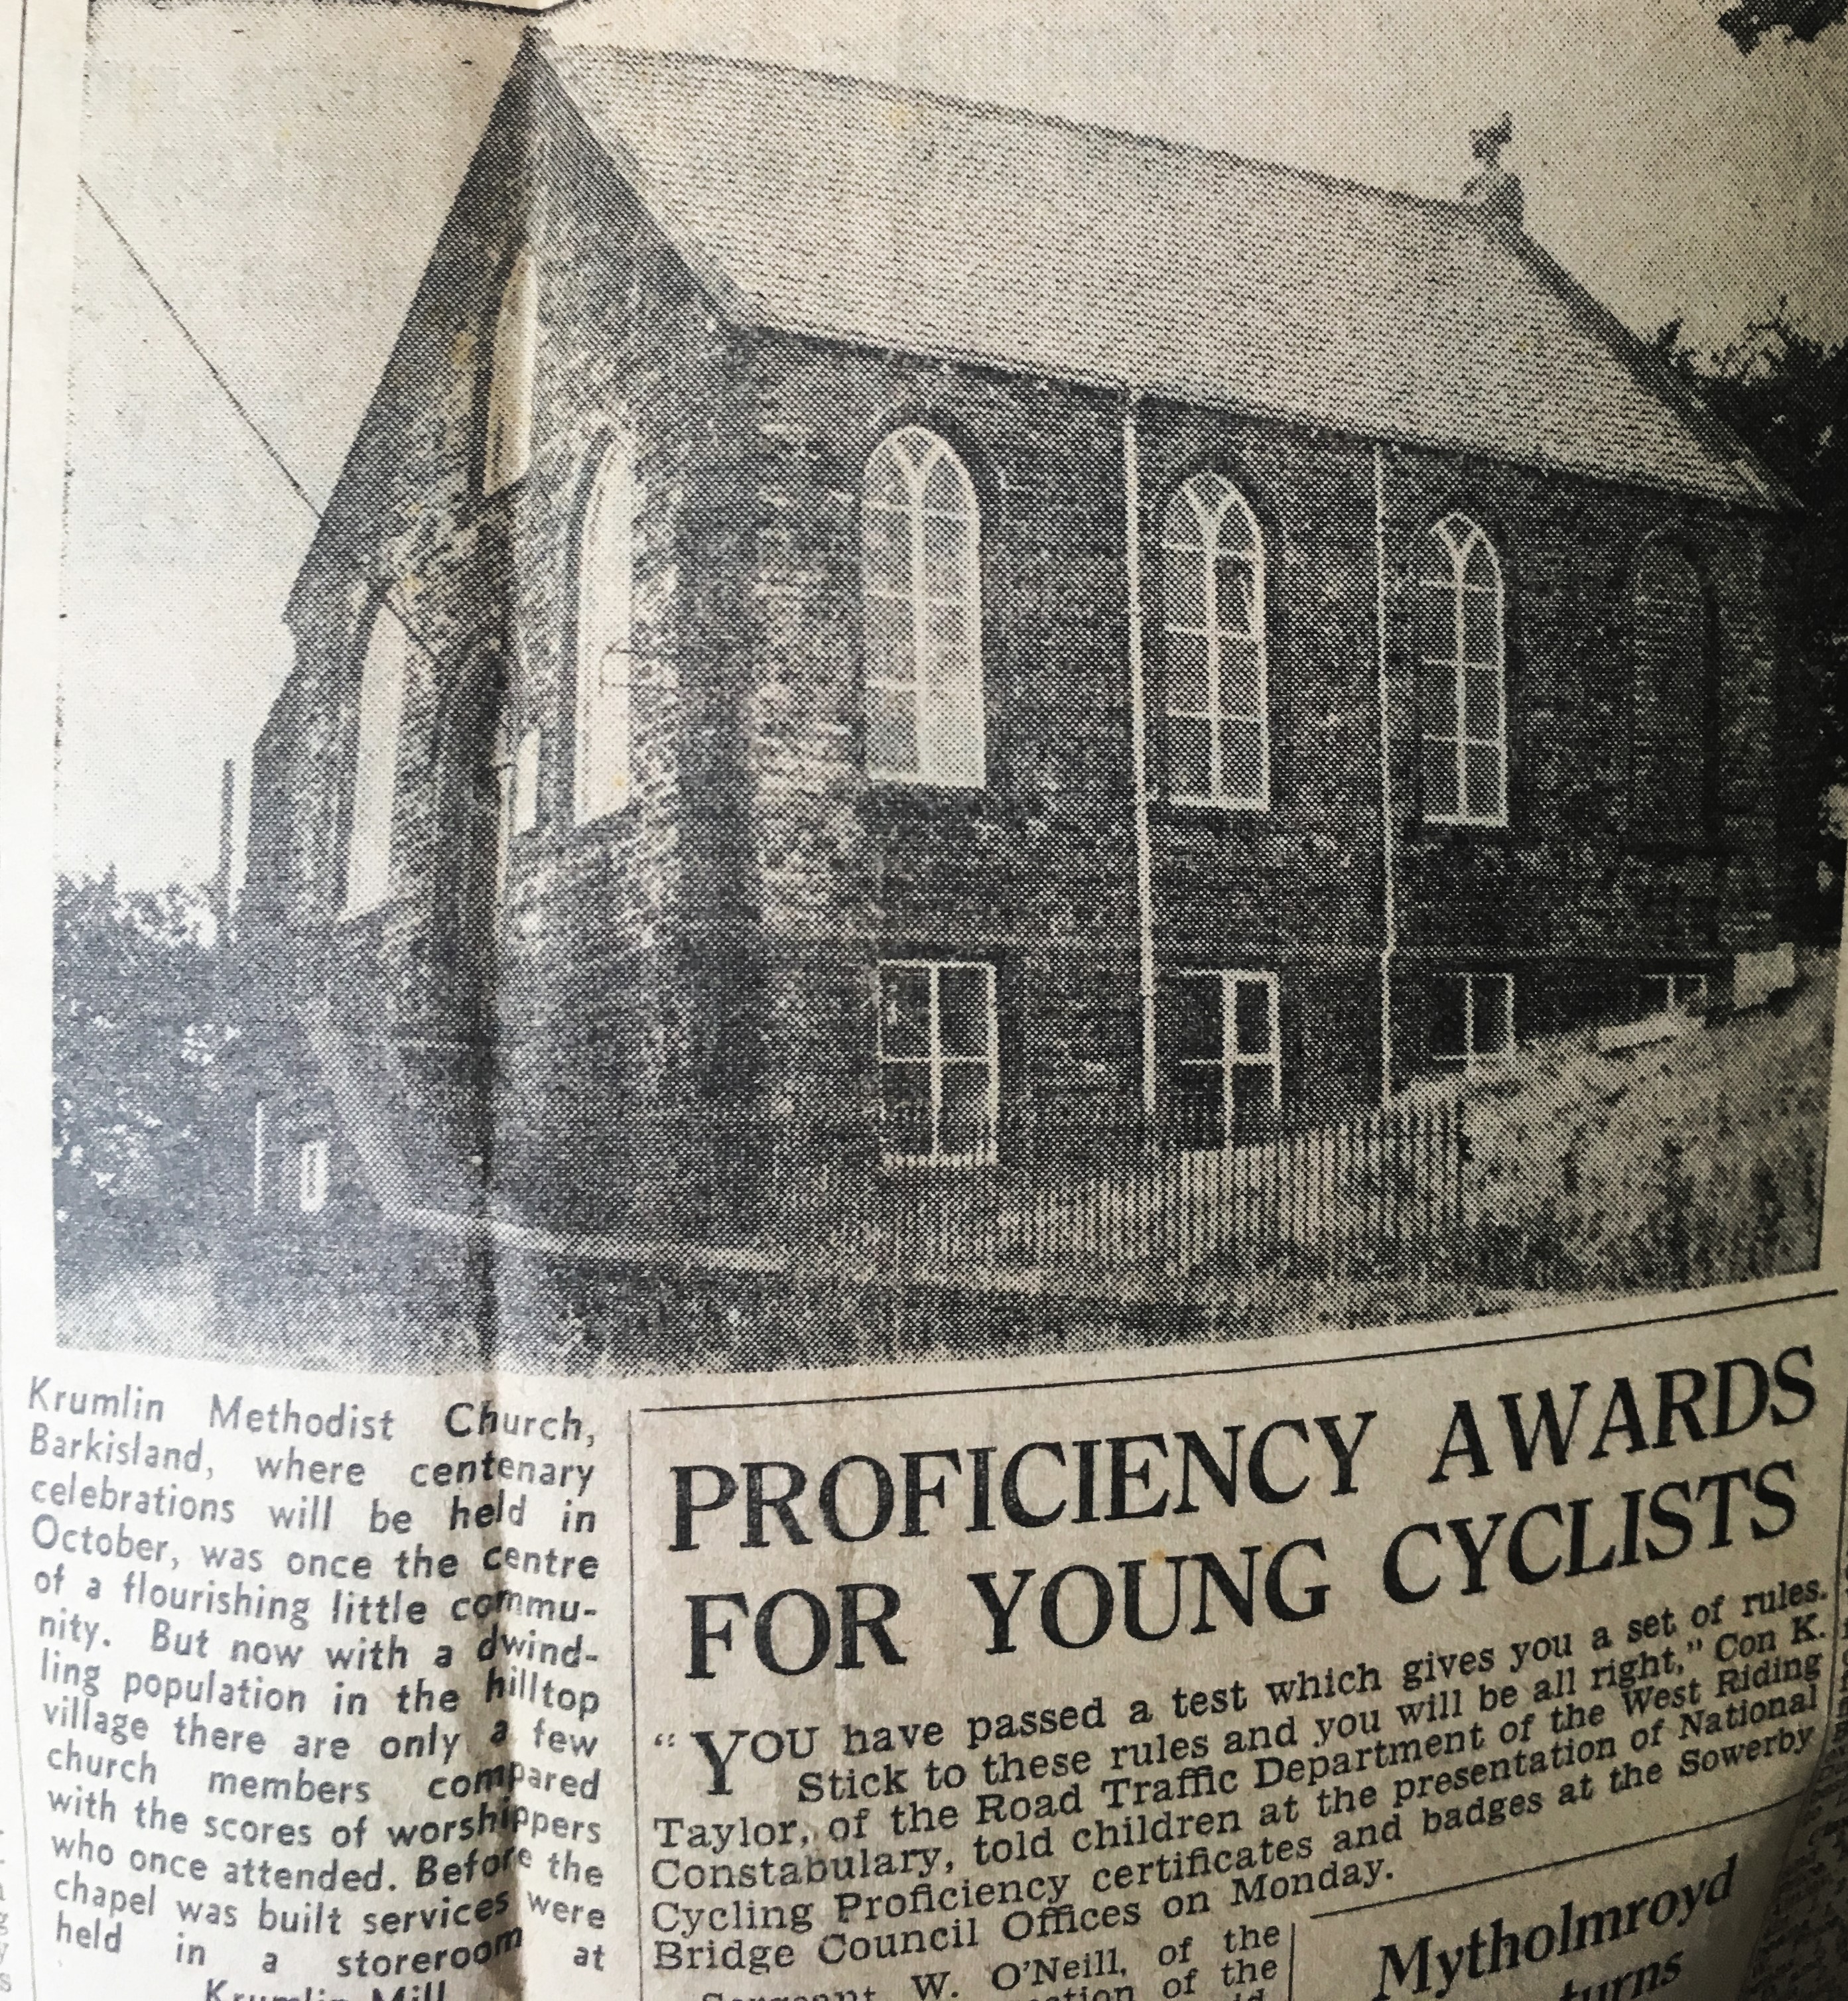 Krumlin Methodist Church,
Barkisland, where centenary
celebrations will be held in
October, was once the centre
of a flourishing little commu-
nity. But now with a dwind-
ling population in the hilltop
village there are only a few
church members compared
with the scores of worshippers
who once attended. Before the
chapel was built services were
held in a storeroom at
Krumlin Mill
PROFICIENCY AWARDS
FOR YOUNG CYCLISTS
“YOU have passed a test which gives you a set of rules.
Stick to these rules and you will be all right,” Con K.
Taylor, of the Road Traffic Department of the West Riding
Constabulary, told children at the presentation of National
Cycling Proficiency certificates and badges at the Sowerby
Bridge Council Offices on Monday.
Sergeant W. O'Neill, of the
of the
Mytholmroyd
turns